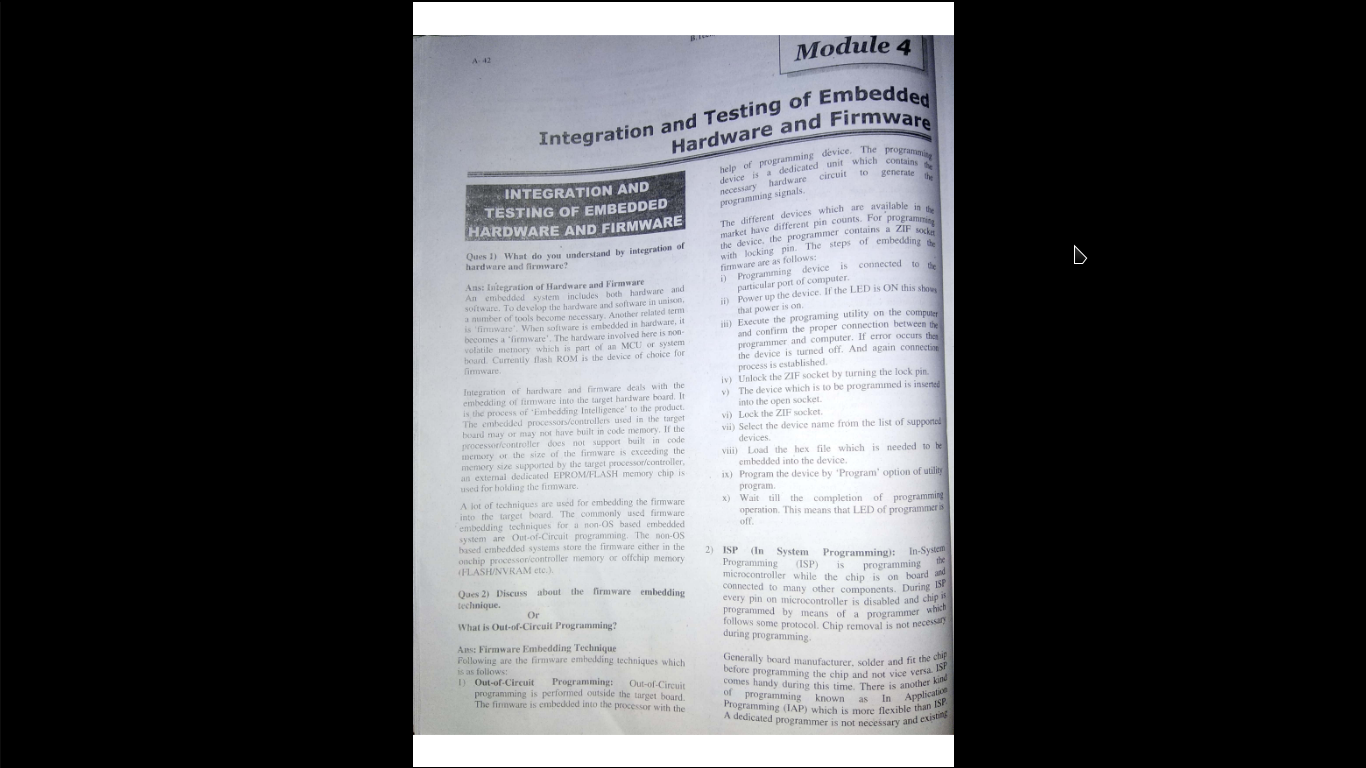 A- 42
Module 4
Integration and Testing of Embedded
Hardware and Firmware
INTEGRATION AND
TESTING OF EMBEDDED
HARDWARE AND FIRMWARE
Ques 1) What do you understand by integration of
hardware and firmware?
Ans: Integration of Hardware and Firmware
An embedded system includes both hardware and
software. To develop the hardware and software in unison,
a number of tools become necessary. Another related term
is 'firmware'. When software is embedded in hardware, it
becomes a 'firmware'. The hardware involved here is non-
volatile memory which is part of an MCU or system
board. Currently flash ROM is the device of choice for
firmware.
Integration of hardware and firmware deals with the
embedding of firmware into the target hardware board. It
is the process of 'Embedding Intelligence' to the product.
The embedded processors/controllers used in the target
board may or may not have built in code memory. If the
processor/controller does not support built in code
memory or the size of the firmware is exceeding the
memory size supported by the target processor/controller,
an external dedicated EPROM/FLASH memory chip is
used for holding the firmware.
A lot of techniques are used for embedding the firmware
into the target board. The commonly used firmware
embedding techniques for a non-OS based embedded
system are Out-of-Circuit programming. The non-OS
based embedded systems store the firmware either in the
onchip processor/controller memory or offchip memory
(FLASH/NVRAM etc.).
Ques 2) Discuss about the firmware embedding
technique.
Or
What is Out-of-Circuit Programming?
Ans: Firmware Embedding Technique
Following are the firmware embedding techniques which
is as follows:
1) Out-of-Circuit Programming: Out-of-Circuit
programming is performed outside the target board.
The firmware is embedded into the processor with the
help of programming device. The programming
device is a dedicated unit which contains the
necessary hardware circuit to generate the
programming signals.
The different devices which are available in the
market have different pin counts. For programming
the device, the programmer contains a ZIF socket
with locking pin. The steps of embedding the
firmware are as follows:
i) Programming device is connected to the
particular port of computer.
ii) Power up the device. If the LED is ON this shows
that power is on.
iii) Execute the programing utility on the computer
and confirm the proper connection between the
programmer and computer. If error occurs then
the device is turned off. And again connection
process is established.
iv) Unlock the ZIF socket by turning the lock pin.
v) The device which is to be programmed is inserted
into the open socket.
vi) Lock the ZIF socket.
vii) Select the device name from the list of supported
devices.
viii) Load the hex file which is needed to be
embedded into the device.
ix) Program the device by 'Program' option of utility
program.
x) Wait till the completion of programming
operation. This means that LED of programmer is
off.
2) ISP (In System Programming): In-System
Programming (ISP) is programming the
microcontroller while the chip is on board and
connected to many other components. During ISP
every pin on microcontroller is disabled and chip is
programmed by means of a programmer which
follows some protocol. Chip removal is not necessary
during programming.
Generally board manufacturer, solder and fit the chip
before programming the chip and not vice versa. ISP
comes handy during this time. There is another kind
of programming known as In Application
Programming (IAP) which is more flexible than ISP.
A dedicated programmer is not necessary and existing